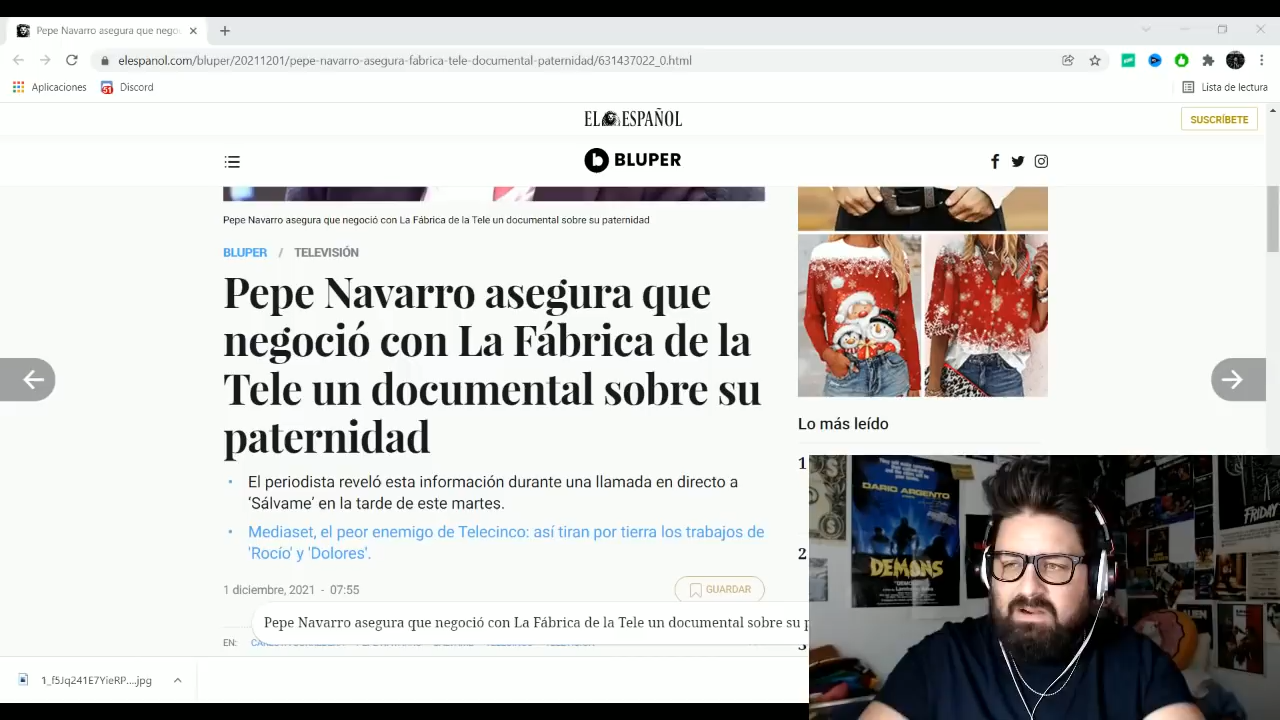 Pepe Navarro asegura que nego
elespanol.com/bluper/20211201/pepe-navarro-asegura-fabrica-tele-documental-paternidad/631437022_0.html
Aplicaciones
Discord
Lista de lectura
EL ESPAÑOL
SUSCRÍBETE
BLUPER
Pepe Navarro asegura que negoció con La Fábrica de la Tele un documental sobre su paternidad
BLUPER / TELEVISIÓN
Pepe Navarro asegura que
negoció con La Fábrica de la
Tele un documental sobre su
paternidad
El periodista reveló esta información durante una llamada en directo a
‘Sálvame’ en la tarde de este martes.
Mediaset, el peor enemigo de Telecinco: así tiran por tierra los trabajos de
'Rocío' y 'Dolores'.
1 diciembre, 2021 - 07:55
GUARDAR
Pepe Navarro asegura que negoció con La Fábrica de la Tele un documental sobre su p
EN:
Lo más leído
1
2
3
DARIO ARGENTO
DEMONS
FRIDAY
1_f5Jq241E7YieRP....jpg